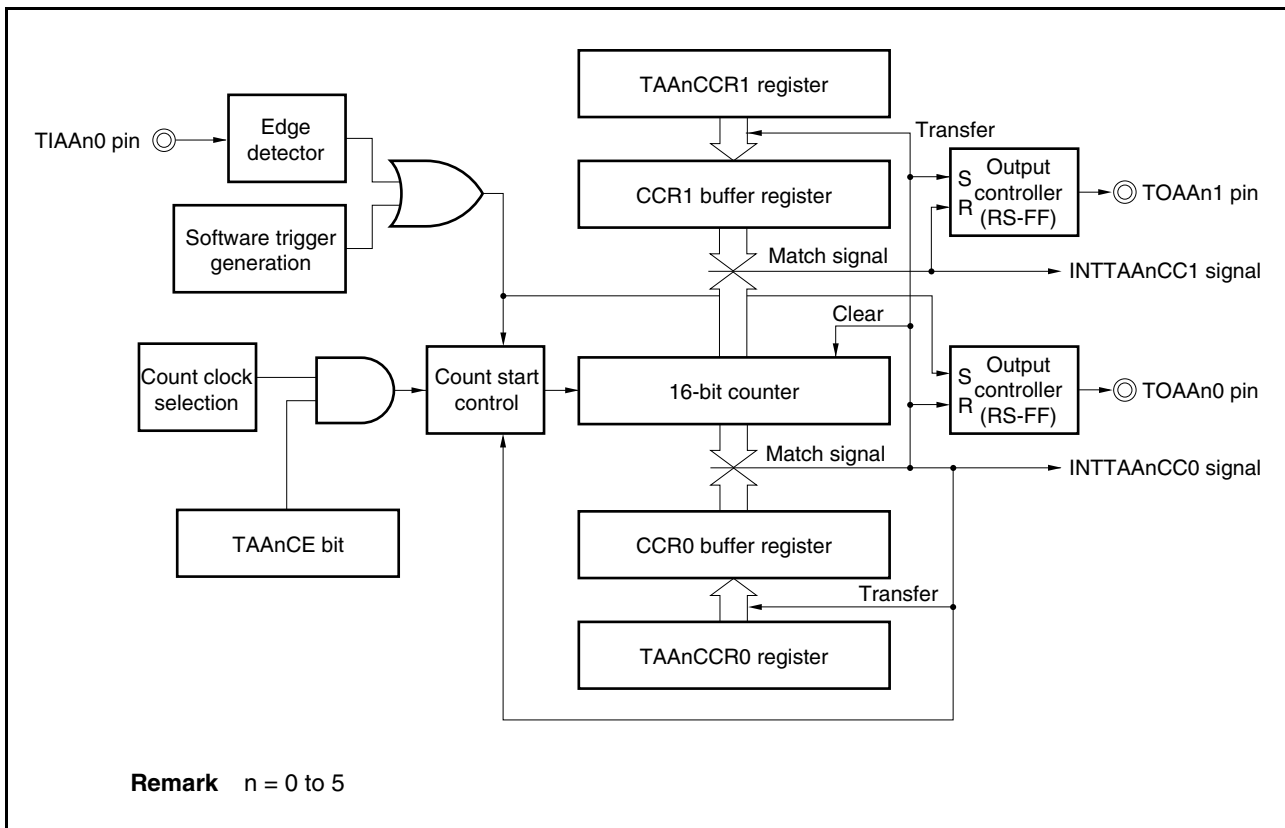 TAAnCCR1 register
TIAAn0 pin
Edge
detector
Transfer
S
R
Output
controller
(RS-FF)
TOAAn1 pin
CCR1 buffer register
Software trigger
generation
Match signal
INTTAAnCC1 signal
Clear
Count clock
selection
Count start
control
16-bit counter
S
R
Output
controller
(RS-FF)
TOAAn0 pin
Match signal
INTTAAnCC0 signal
TAAnCE bit
CCR0 buffer register
Transfer
TAAnCCR0 register
Remark n = 0 to 5